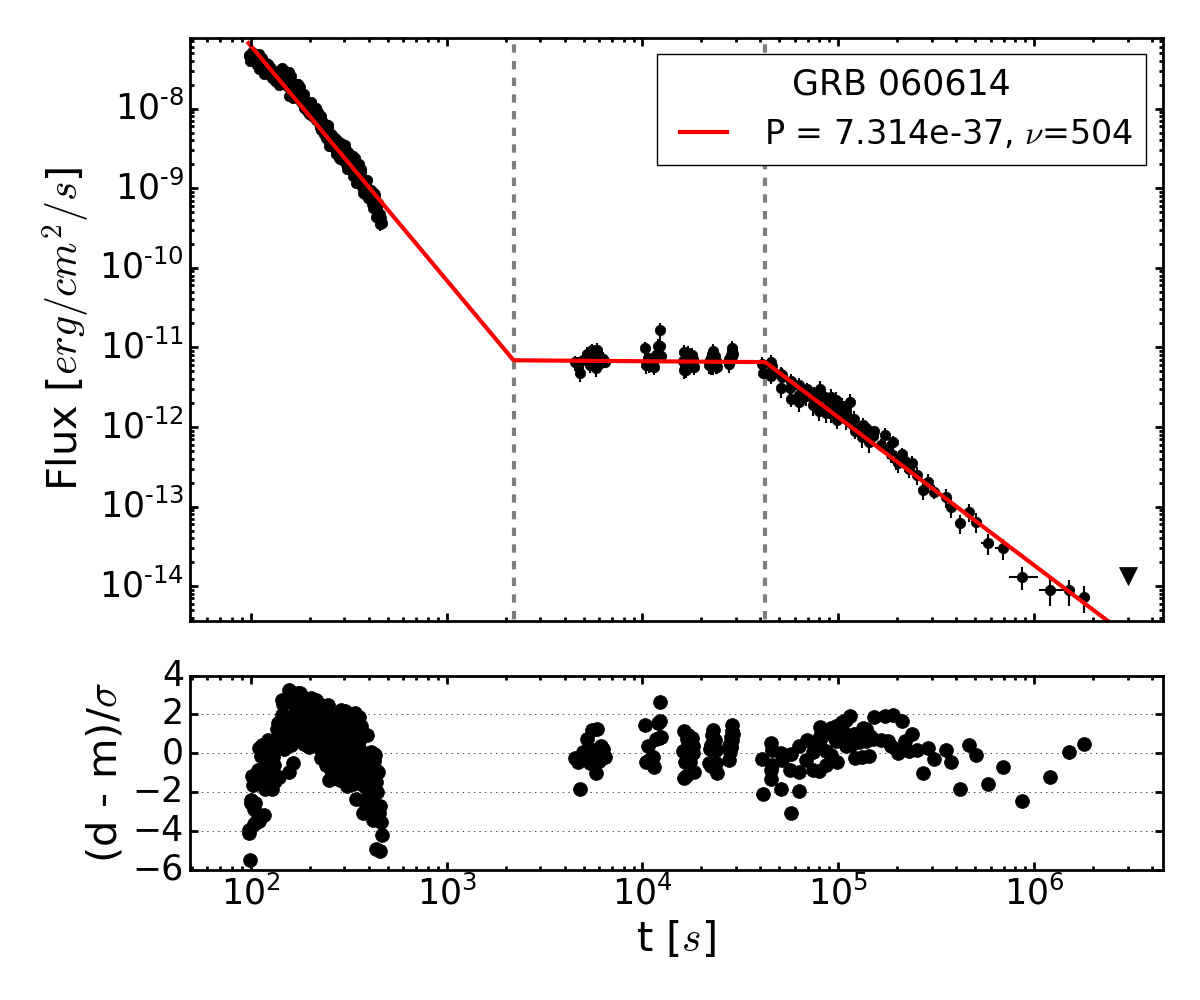 GRB 060614
P = 7.314e-37, ν=504
Flux [erg/cm²/s]
10⁻⁸
10⁻⁹
10⁻¹⁰
10⁻¹¹
10⁻¹²
10⁻¹³
10⁻¹⁴
(d - m)/σ
4
2
0
−2
−4
−6
10² 10³ 10⁴ 10⁵ 10⁶
t [s]